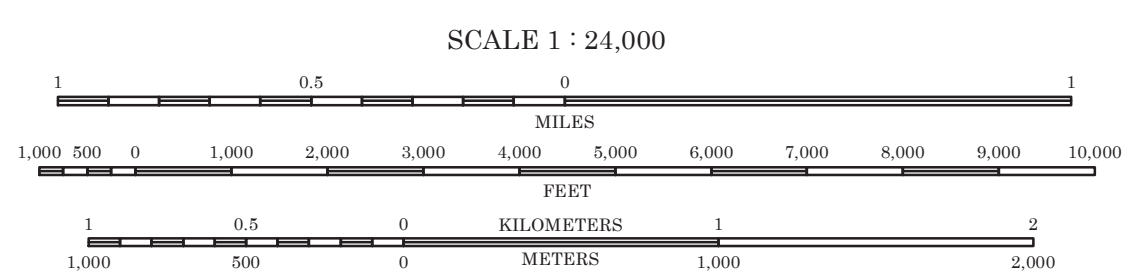 SCALE 1 : 24,000
1 0.5 0 1
MILES
1,000 500 0 1,000 2,000 3,000 4,000 5,000 6,000 7,000 8,000 9,000 10,000
FEET
1 0.5 0 KILOMETERS 1 2
1,000 500 0 METERS 1,000 2,000